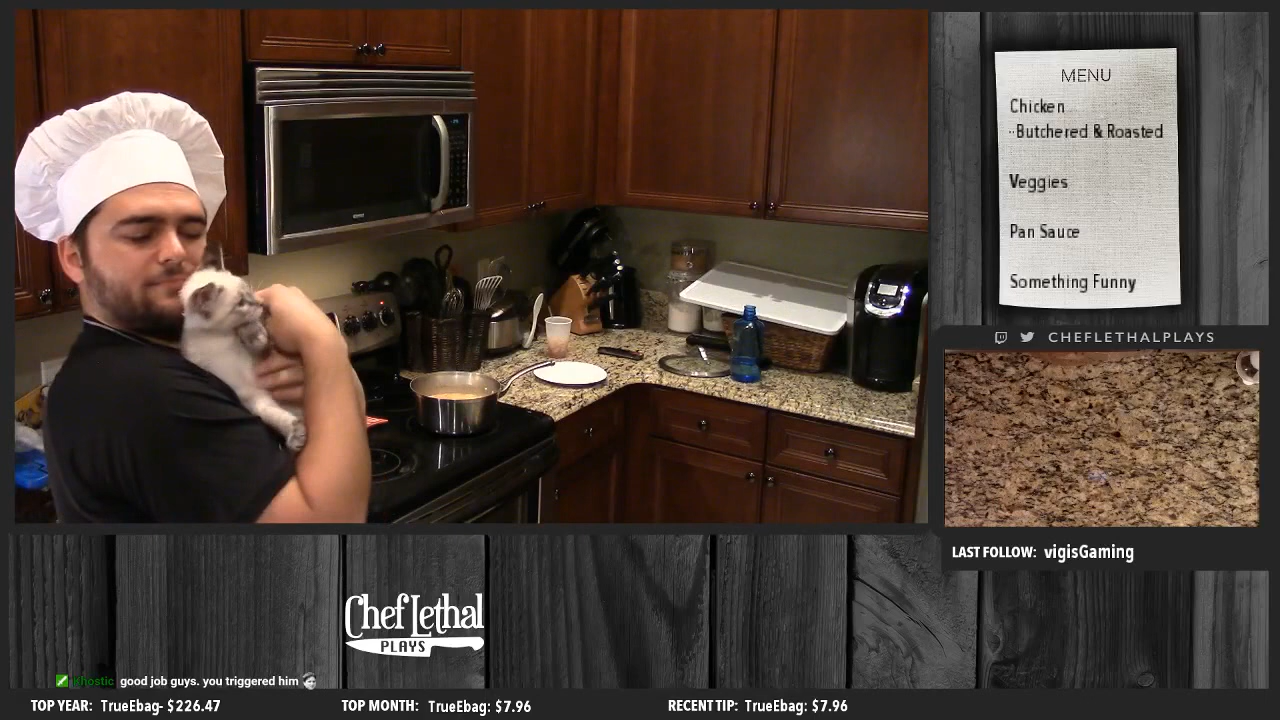 MENU
Chicken
··Butchered & Roasted
Veggies
Pan Sauce
Something Funny
CHEFLETHALPLAYS
LAST FOLLOW: vigisGaming
Chef Lethal
PLAYS
Khostic good job guys. you triggered him
TOP YEAR: TrueEbag- $226.47
TOP MONTH: TrueEbag: $7.96
RECENT TIP: TrueEbag: $7.96